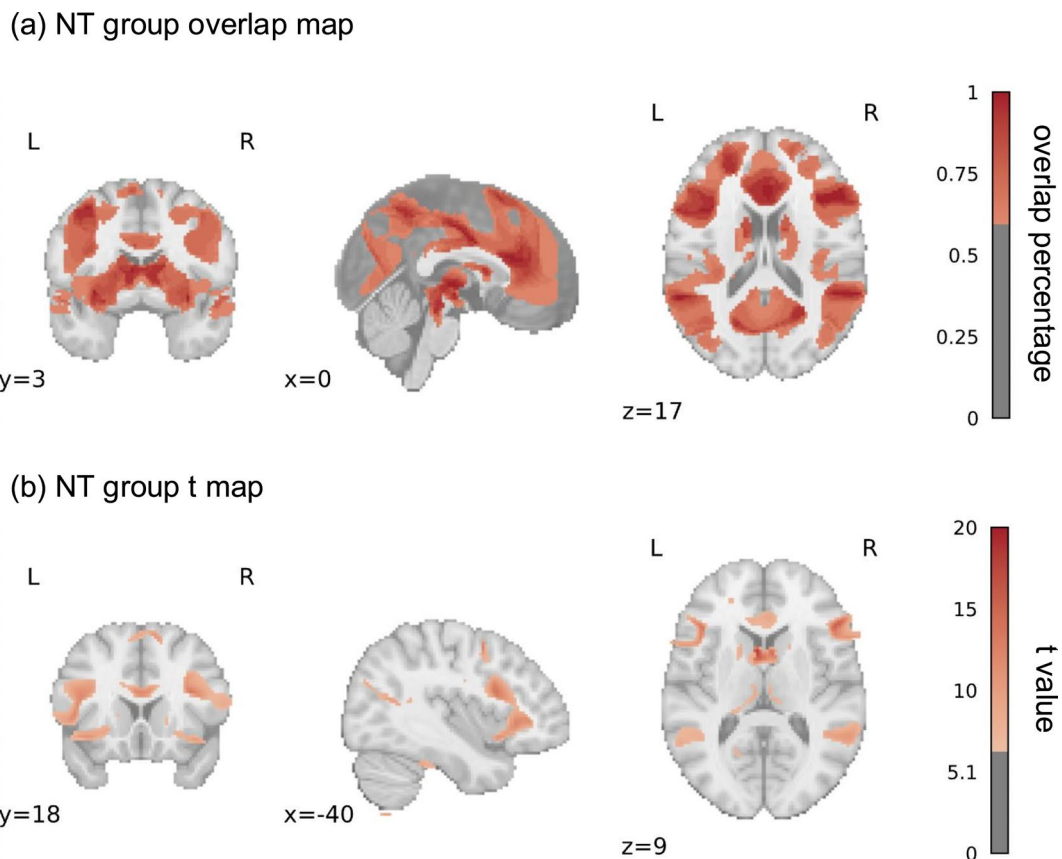 (a) NT group overlap map
L
R
y=3
x=0
L
R
z=17
1
0.75
0.5
0.25
0
overlap percentage
(b) NT group t map
L
R
y=18
x=-40
L
R
z=9
20
15
10
5.1
0
t value